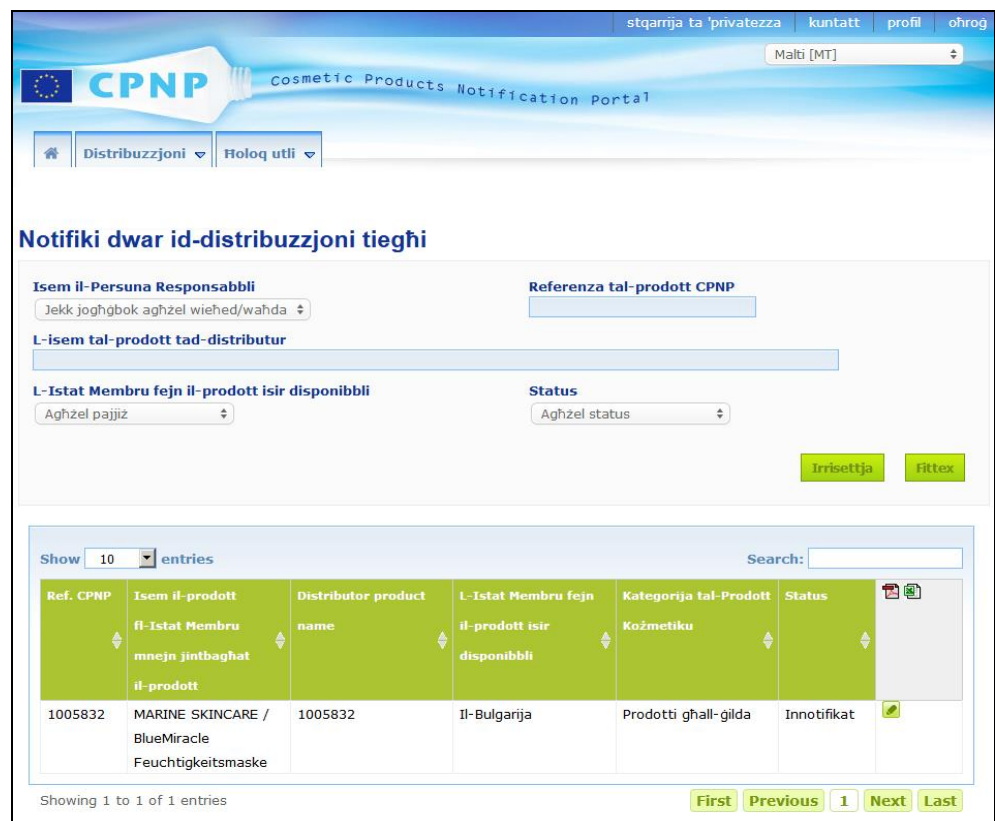 stqarrija ta 'privatezza kuntatt profil oħroġ
Malti [MT]
CPNP Cosmetic Products Notification Portal
Distribuzzjoni Ħoloq utli
Notifiki dwar id-distribuzzjoni tiegħi
Isem il-Persuna Responsabbli Referenza tal-prodott CPNP
Jekk jogħġbok agħżel wieħed/waħda
L-isem tal-prodott tad-distributur
L-Istat Membru fejn il-prodott isir disponibbli Status
Agħżel pajjiż Agħżel status
Irrisettja Fittex
Show 10 entries Search:
Ref. CPNP Isem il-prodott Distributor product L-Istat Membru fejn Kategorija tal-Prodott Status
fl-Istat Membru name il-prodott isir Kożmetiku
mnejn jintbagħat disponibbli
il-prodott
1005832 MARINE SKINCARE / 1005832 Il-Bulgarija Prodotti għall-ġilda Innotifikat
BlueMiracle
Feuchtigkeitsmaske
Showing 1 to 1 of 1 entries First Previous 1 Next Last